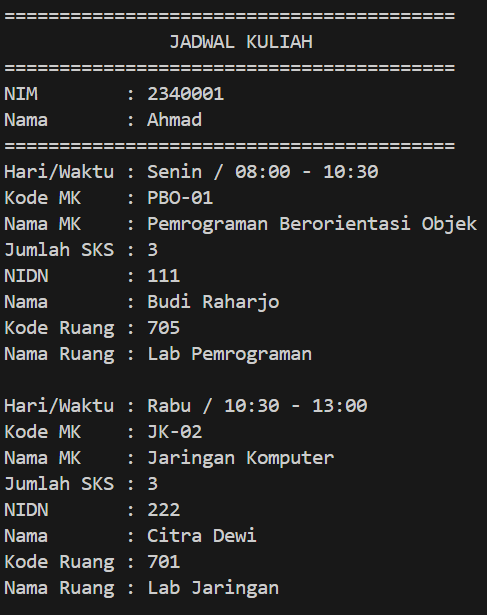 =========================================
JADWAL KULIAH
=========================================
NIM        : 2340001
Nama       : Ahmad
=========================================
Hari/Waktu : Senin / 08:00 - 10:30
Kode MK    : PBO-01
Nama MK    : Pemrograman Berorientasi Objek
Jumlah SKS : 3
NIDN       : 111
Nama       : Budi Raharjo
Kode Ruang : 705
Nama Ruang : Lab Pemrograman

Hari/Waktu : Rabu / 10:30 - 13:00
Kode MK    : JK-02
Nama MK    : Jaringan Komputer
Jumlah SKS : 3
NIDN       : 222
Nama       : Citra Dewi
Kode Ruang : 701
Nama Ruang : Lab Jaringan